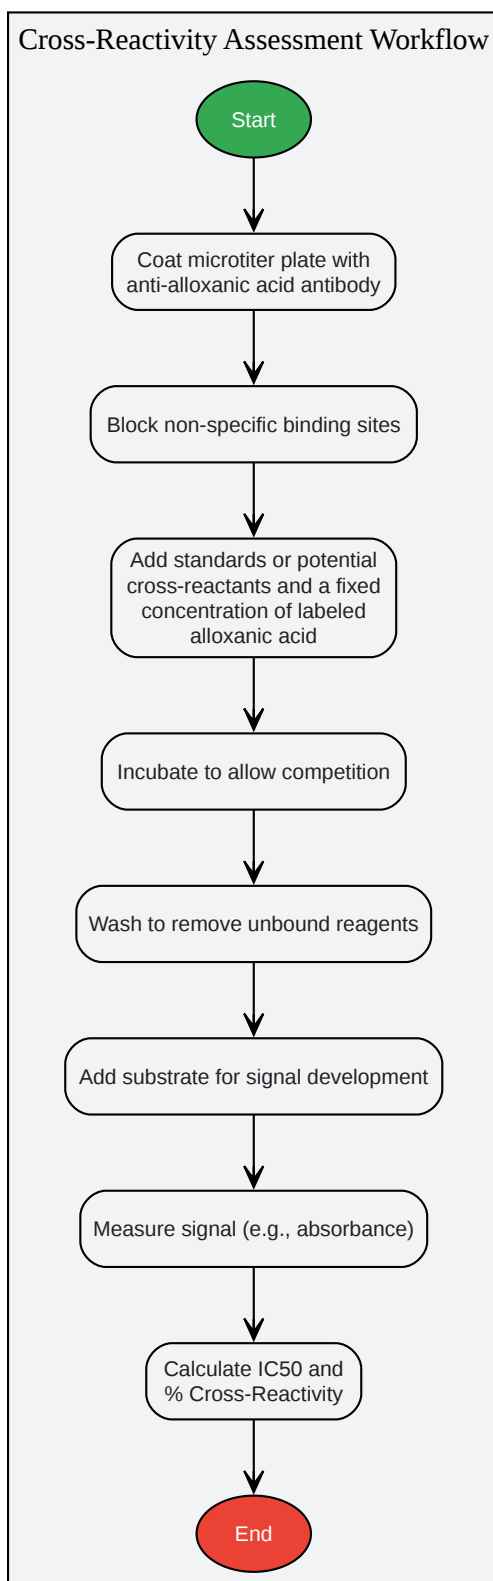 Cross-Reactivity Assessment Workflow
Start
Coat microtiter plate with
anti-alloxanic acid antibody
Block non-specific binding sites
Add standards or potential
cross-reactants and a fixed
concentration of labeled
alloxanic acid
Incubate to allow competition
Wash to remove unbound reagents
Add substrate for signal development
Measure signal (e.g., absorbance)
Calculate IC50 and
% Cross-Reactivity
End